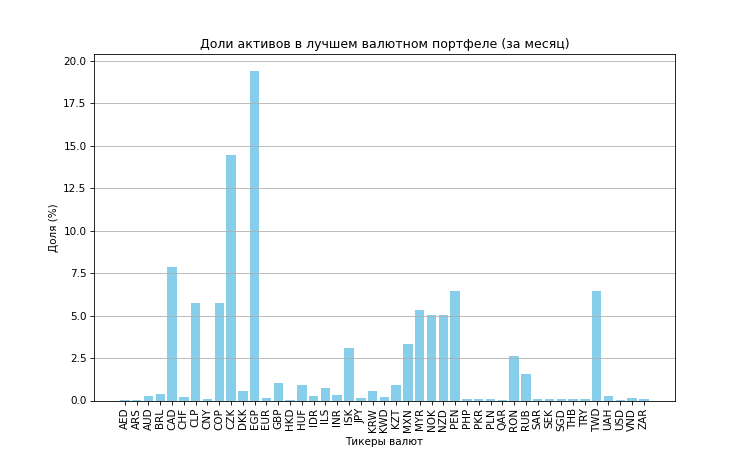 Доли активов в лучшем валютном портфеле (за месяц)
20.0
17.5
15.0
12.5
10.0
7.5
5.0
2.5
0.0
Доля (%)
AED
ARS
AUD
BRL
CAD
CHF
CLP
CNY
COP
CZK
DKK
EGP
EUR
GBP
HKD
HUF
IDR
ILS
INR
ISK
JPY
KRW
KWD
KZT
MXN
MYR
NOK
NZD
PEN
PHP
PKR
PLN
QAR
RON
RUB
SAR
SEK
SGD
THB
TRY
TWD
UAH
USD
VND
ZAR
Тикеры валют